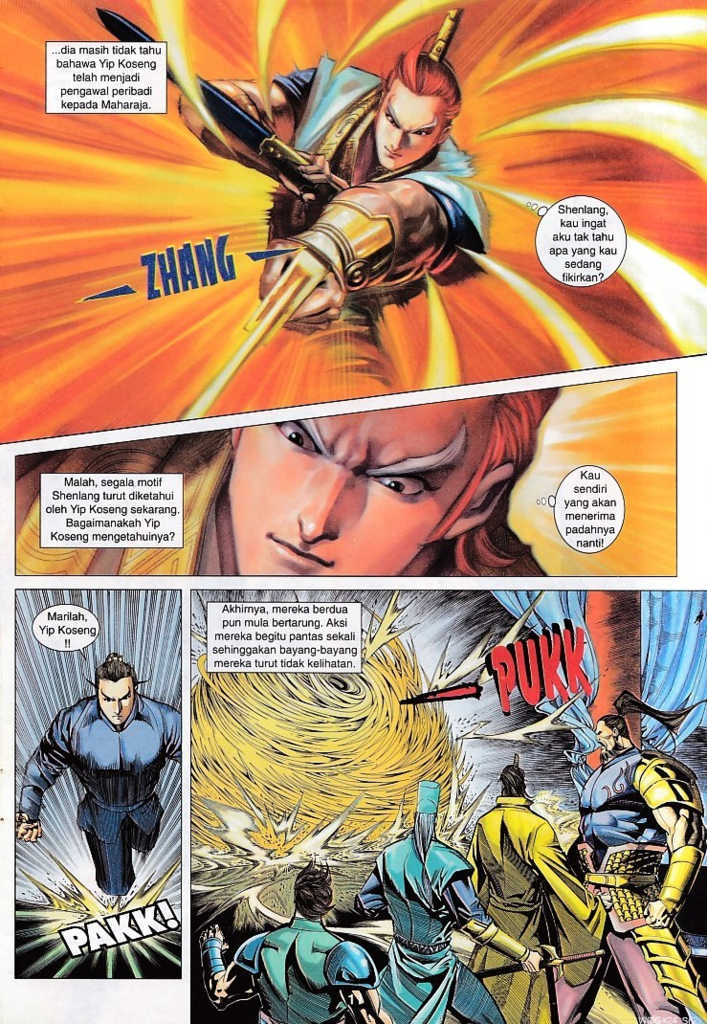 ...dia masih tidak tahu
bahawa Yip Koseng
telah menjadi
pengawal peribadi
kepada Maharaja.
Shenlang,
kau ingat
aku tak tahu
apa yang kau
sedang
fikirkan?
ZHANG
Malah, segala motif
Shenlang turut diketahui
oleh Yip Koseng sekarang.
Bagaimanakah Yip
Koseng mengetahuinya?
Kau
sendiri
yang akan
menerima
padahnya
nanti!
Marilah,
Yip Koseng
!!
PAKK!
Akhirnya, mereka berdua
pun mula bertarung. Aksi
mereka begitu pantas sekali
sehinggakan bayang-bayang
mereka turut tidak kelihatan.
PUKK